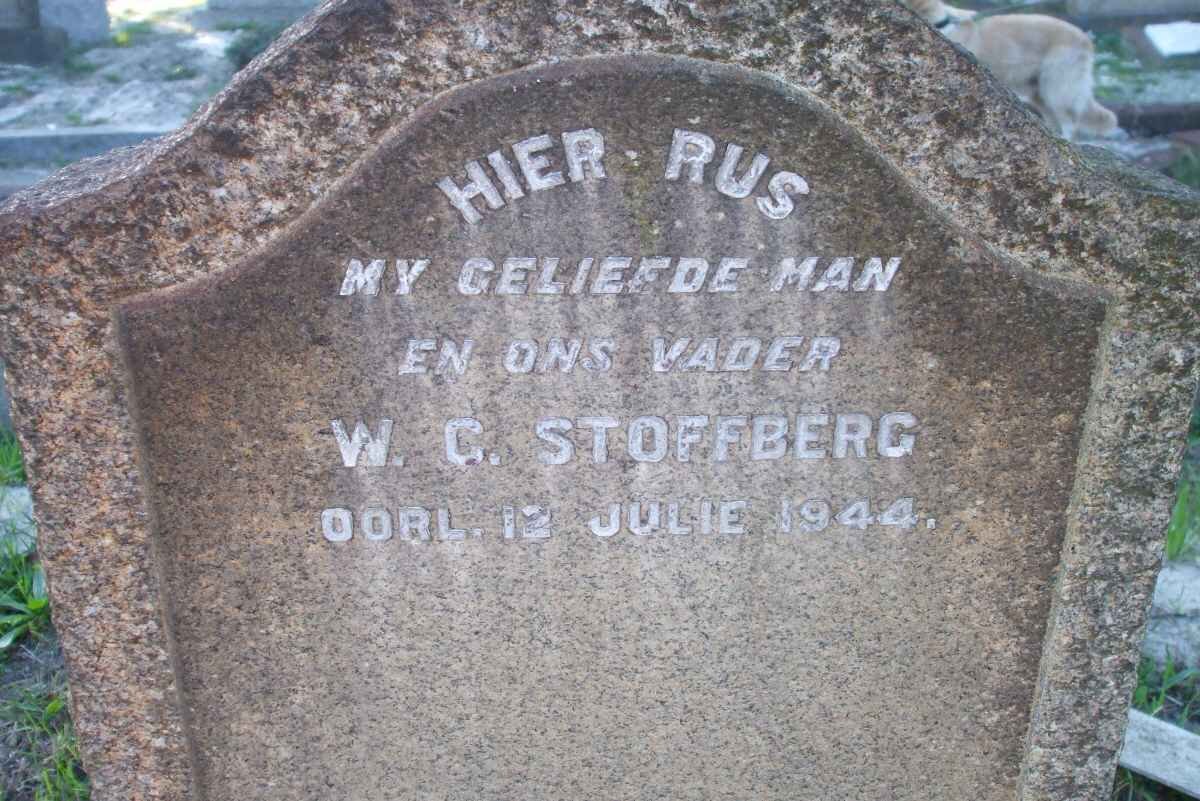 HIER RUS
MY GELIEFDE MAN
EN ONS VADER
W. C. STOFFBERG
OORL. 12 JULIE 1944.